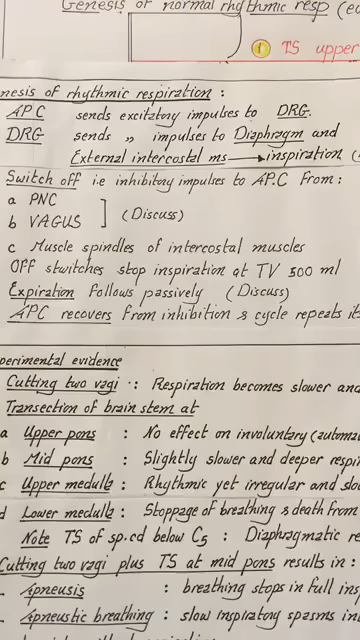 Genesis of normal rhythmic resp
1 TS upper
nesis of rhythmic respiration :
APC sends excitatory impulses to DRG.
DRG sends „ impulses to Diaphragm and
External intercostal ms → inspiration
Switch off i.e inhibitory impulses to APC from :
a PNC
b VAGUS ] (Discuss)
c Muscle spindles of intercostal muscles
OFF stwitches stop inspiration at TV 500 ml
Expiration follows passively (Discuss)
APC recovers from inhibition & cycle repeats its
perimental evidence
Cutting two vagi : Respiration becomes slower and
Transection of brain stem at
a Upper pons : No effect on involuntary (automa
b Mid pons : Slightly slower and deeper respi
c Upper medulla : Rhythmic yet irregular and slo
d Lower medulla : Stoppage of breathing & death from
Note TS of sp.cd below C5 : Diaphragmatic re
Cutting two vagi plus TS at mid pons results in :
Apneusis : breathing stops in full ins
Apneustic breathing : slow inspiratory spasms in